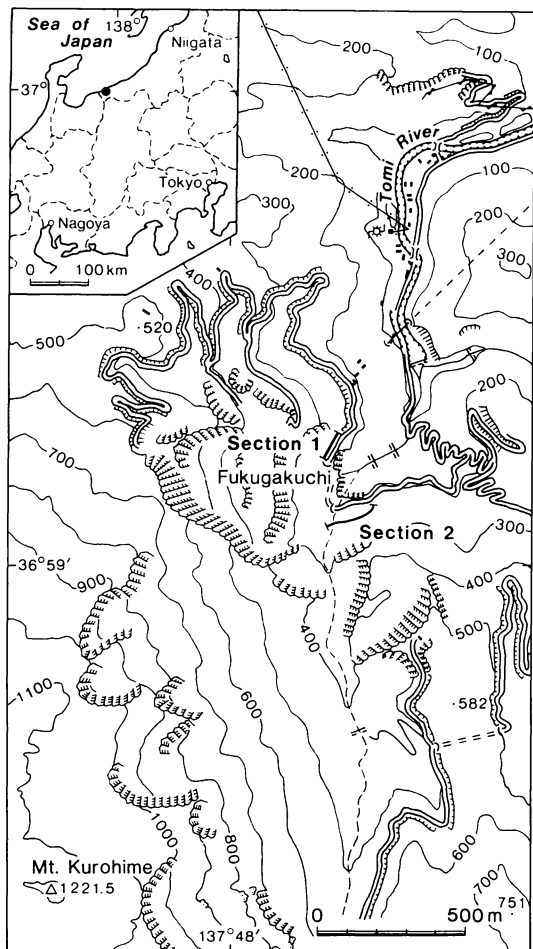 Sea of
Japan
138°
Niigata
37°
Tokyo
Nagoya
0 100 km
200
100
200
200
300
Tomi River
100
200
300
400
500
·520
200
700
Section 1
Fukugakuchi
Section 2
300
36°59′
900
400
400
500
1100
600
·582
1000
800
600
Mt. Kurohime
△1221.5
137°48′
0 500 m
700
751